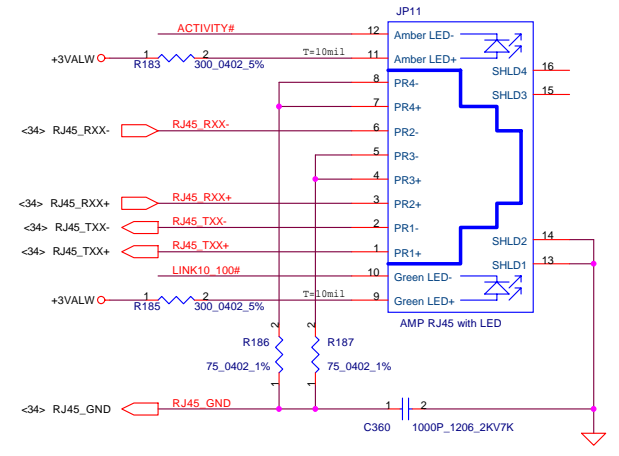 JP11
ACTIVITY# 12 Amber LED-
+3VALW 1 2 T=10mil 11 Amber LED+
R183 300_0402_5%
8 PR4- SHLD4 16
7 PR4+ SHLD3 15
<34> RJ45_RXX- RJ45_RXX- 6 PR2-
5 PR3-
4 PR3+
<34> RJ45_RXX+ RJ45_RXX+ 3 PR2+
<34> RJ45_TXX- RJ45_TXX- 2 PR1-
<34> RJ45_TXX+ RJ45_TXX+ 1 PR1+ SHLD2 14
LINK10_100# 10 Green LED- SHLD1 13
+3VALW 1 2 T=10mil 9 Green LED+
R185 300_0402_5%
AMP RJ45 with LED
2 2
R186 R187
75_0402_1% 75_0402_1%
1 1
<34> RJ45_GND RJ45_GND 1 2
C360 1000P_1206_2KV7K